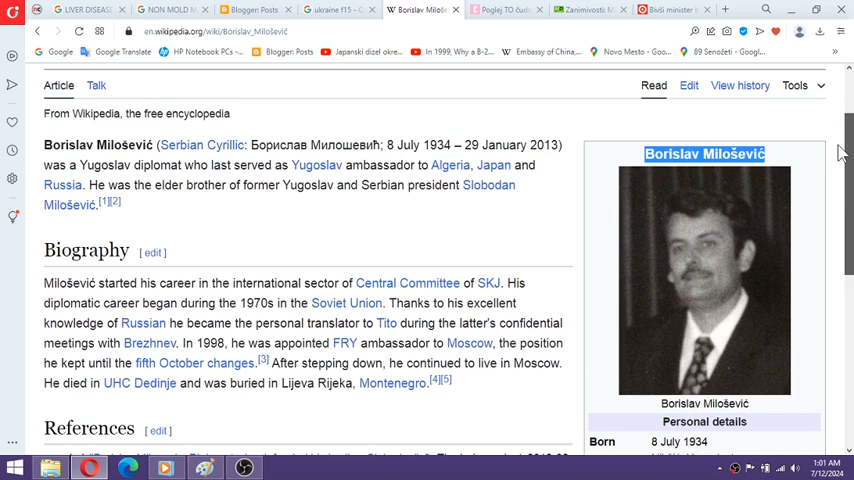 LIVER DISEASE
NON MOLD M
Blogger: Posts
ukraine f15 - G
Borislav Miloše
Poglej TO čud
Zanimivosti M
Bivši minister i
en.wikipedia.org/wiki/Borislav_Milošević
Google
Google Translate
HP Notebook PCs -...
Blogger: Posts
Japanski dizel okre...
In 1999, Why a B-2...
Embassy of China,...
Novo Mesto - Goo...
89 Senožeti - Goog...
Article
Talk
Read
Edit
View history
Tools
From Wikipedia, the free encyclopedia
Borislav Milošević (Serbian Cyrillic: Борислав Милошевић; 8 July 1934 – 29 January 2013)
was a Yugoslav diplomat who last served as Yugoslav ambassador to Algeria, Japan and
Russia. He was the elder brother of former Yugoslav and Serbian president Slobodan
Milošević.[1][2]
Biography [ edit ]
Milošević started his career in the international sector of Central Committee of SKJ. His
diplomatic career began during the 1970s in the Soviet Union. Thanks to his excellent
knowledge of Russian he became the personal translator to Tito during the latter's confidential
meetings with Brezhnev. In 1998, he was appointed FRY ambassador to Moscow, the position
he kept until the fifth October changes.[3] After stepping down, he continued to live in Moscow.
He died in UHC Dedinje and was buried in Lijeva Rijeka, Montenegro.[4][5]
References [ edit ]
Borislav Milošević
Borislav Milošević
Personal details
Born 8 July 1934
1:01 AM
7/12/2024